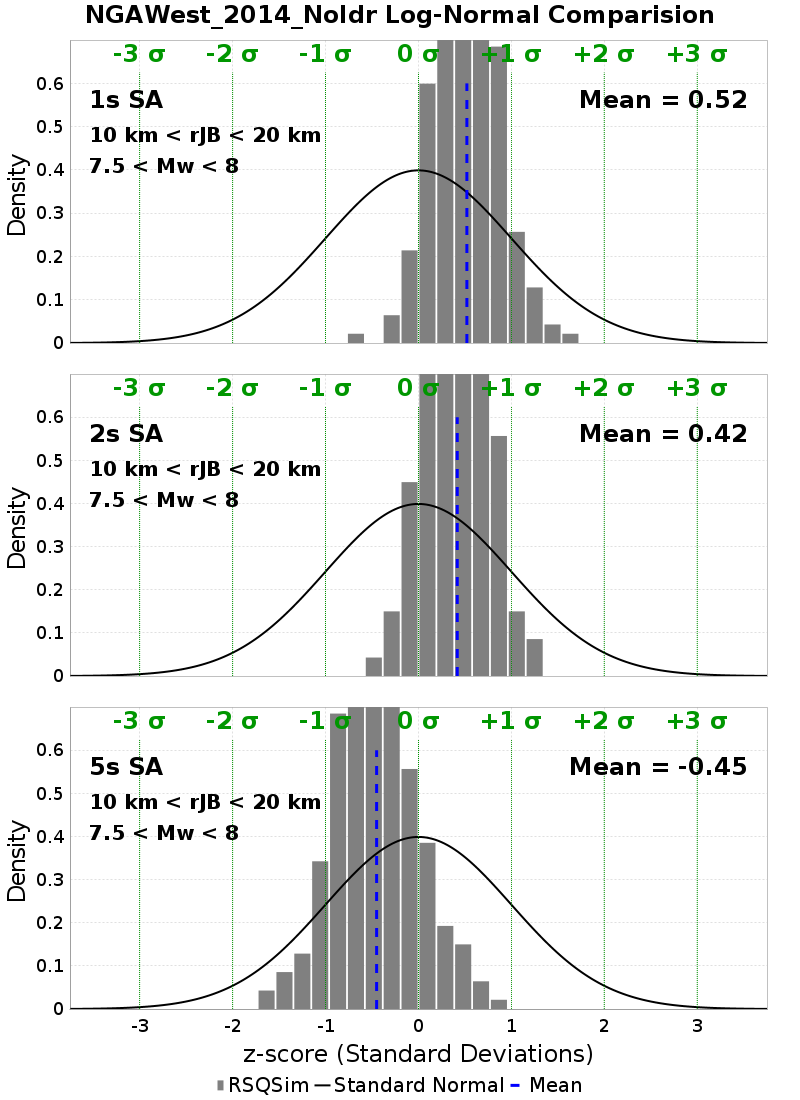 NGAWest_2014_NoIdr Log-Normal Comparision
-3 σ -2 σ -1 σ 0 σ +1 σ +2 σ +3 σ
1s SA Mean = 0.52
10 km < rJB < 20 km
7.5 < Mw < 8
Density
0.6
0.5
0.4
0.3
0.2
0.1
0
-3 σ -2 σ -1 σ 0 σ +1 σ +2 σ +3 σ
2s SA Mean = 0.42
10 km < rJB < 20 km
7.5 < Mw < 8
Density
0.6
0.5
0.4
0.3
0.2
0.1
0
-3 σ -2 σ -1 σ 0 σ +1 σ +2 σ +3 σ
5s SA Mean = -0.45
10 km < rJB < 20 km
7.5 < Mw < 8
Density
0.6
0.5
0.4
0.3
0.2
0.1
0
-3 -2 -1 0 1 2 3
z-score (Standard Deviations)
RSQSim Standard Normal Mean